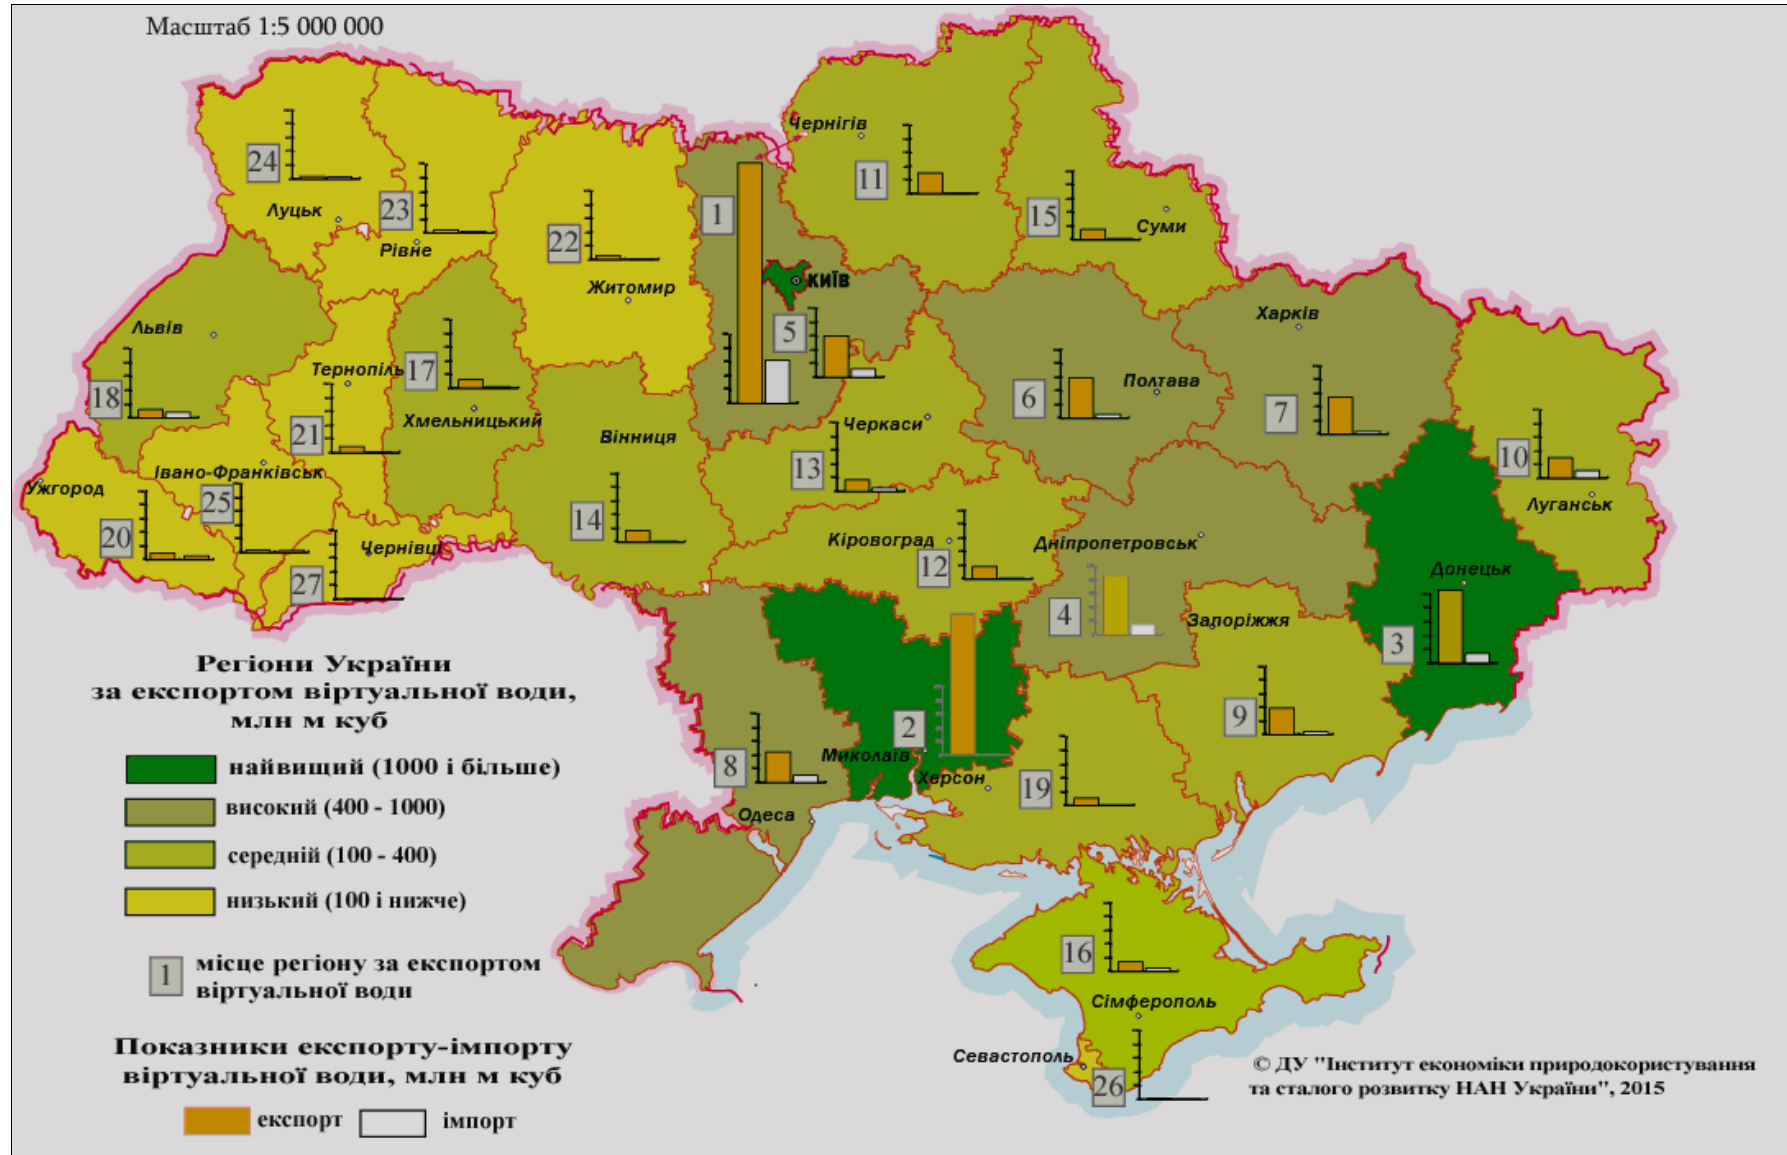 Масштаб 1:5 000 000
Чернігів
24
11
23
1
15
Луцьк
22
Суми
Рівне
КИЇВ
Житомир
Львів
5
Харків
Тернопіль
17
Полтава
18
6
7
Хмельницький
Черкаси
21
Вінниця
Івано-Франківськ
13
10
Ужгород
25
Луганськ
20
14
Чернівці
Кіровоград
Дніпропетровськ
12
27
Донецьк
4
Запоріжжя
3
Регіони України
за експортом віртуальної води,
млн м куб
9
2
Миколаїв
8
Херсон
19
найвищий (1000 і більше)
високий (400 - 1000)
Одеса
середній (100 - 400)
низький (100 і нижче)
16
1
місце регіону за експортом
віртуальної води
Сімферополь
Показники експорту-імпорту
віртуальної води, млн м куб
Севастополь
26
експорт
імпорт
© ДУ "Інститут економіки природокористування
та сталого розвитку НАН України", 2015